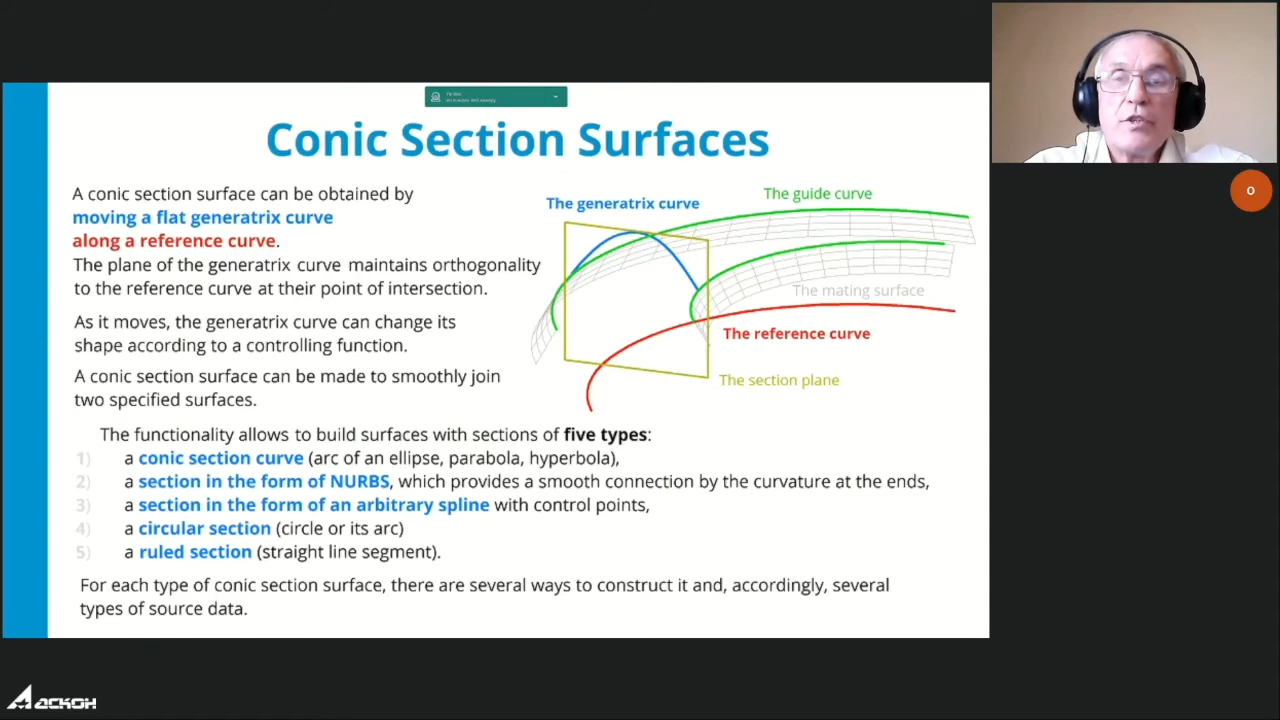 Conic Section Surfaces
A conic section surface can be obtained by
moving a flat generatrix curve
along a reference curve.
The plane of the generatrix curve maintains orthogonality
to the reference curve at their point of intersection.
As it moves, the generatrix curve can change its
shape according to a controlling function.
A conic section surface can be made to smoothly join
two specified surfaces.
The generatrix curve
The guide curve
The mating surface
The reference curve
The section plane
The functionality allows to build surfaces with sections of five types:
1) a conic section curve (arc of an ellipse, parabola, hyperbola),
2) a section in the form of NURBS, which provides a smooth connection by the curvature at the ends,
3) a section in the form of an arbitrary spline with control points,
4) a circular section (circle or its arc)
5) a ruled section (straight line segment).
For each type of conic section surface, there are several ways to construct it and, accordingly, several
types of source data.
O
АСКОН